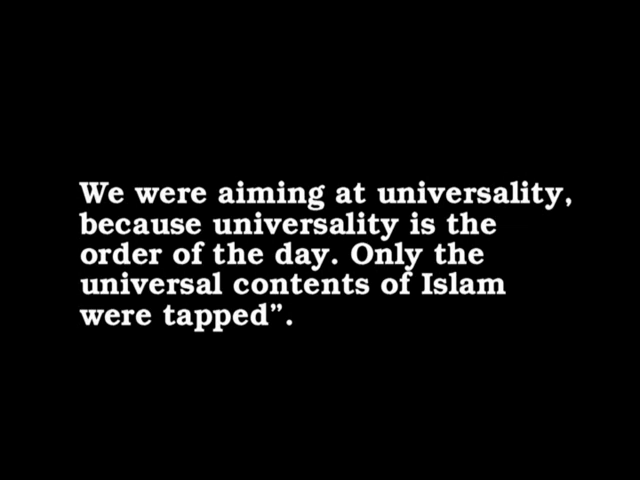 We were aiming at universality,
because universality is the
order of the day. Only the
universal contents of Islam
were tapped”.